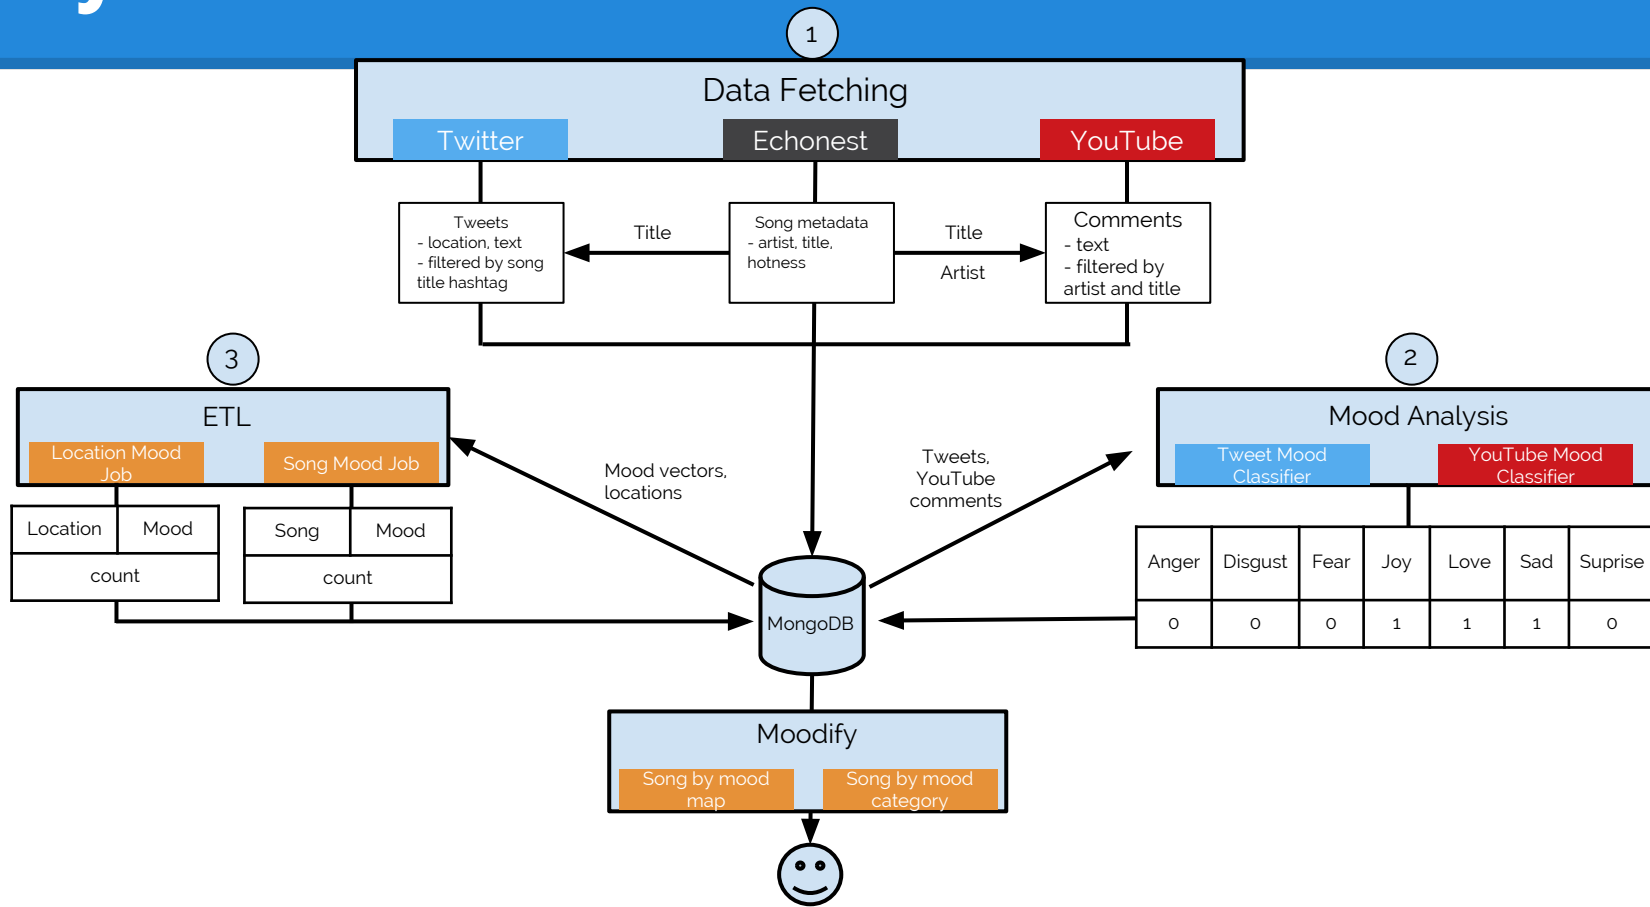 1
Data Fetching
Twitter
Echonest
YouTube
Tweets
- location, text
- filtered by song
title hashtag
Title
Song metadata
- artist, title,
hotness
Title
Artist
Comments
- text
- filtered by
artist and title
3
ETL
Location Mood
Job
Song Mood Job
Location Mood
count
Song Mood
count
Mood vectors,
locations
Tweets,
YouTube
comments
2
Mood Analysis
Tweet Mood
Classifier
YouTube Mood
Classifier
Anger Disgust Fear Joy Love Sad Suprise
0 0 0 1 1 1 0
MongoDB
Moodify
Song by mood
map
Song by mood
category